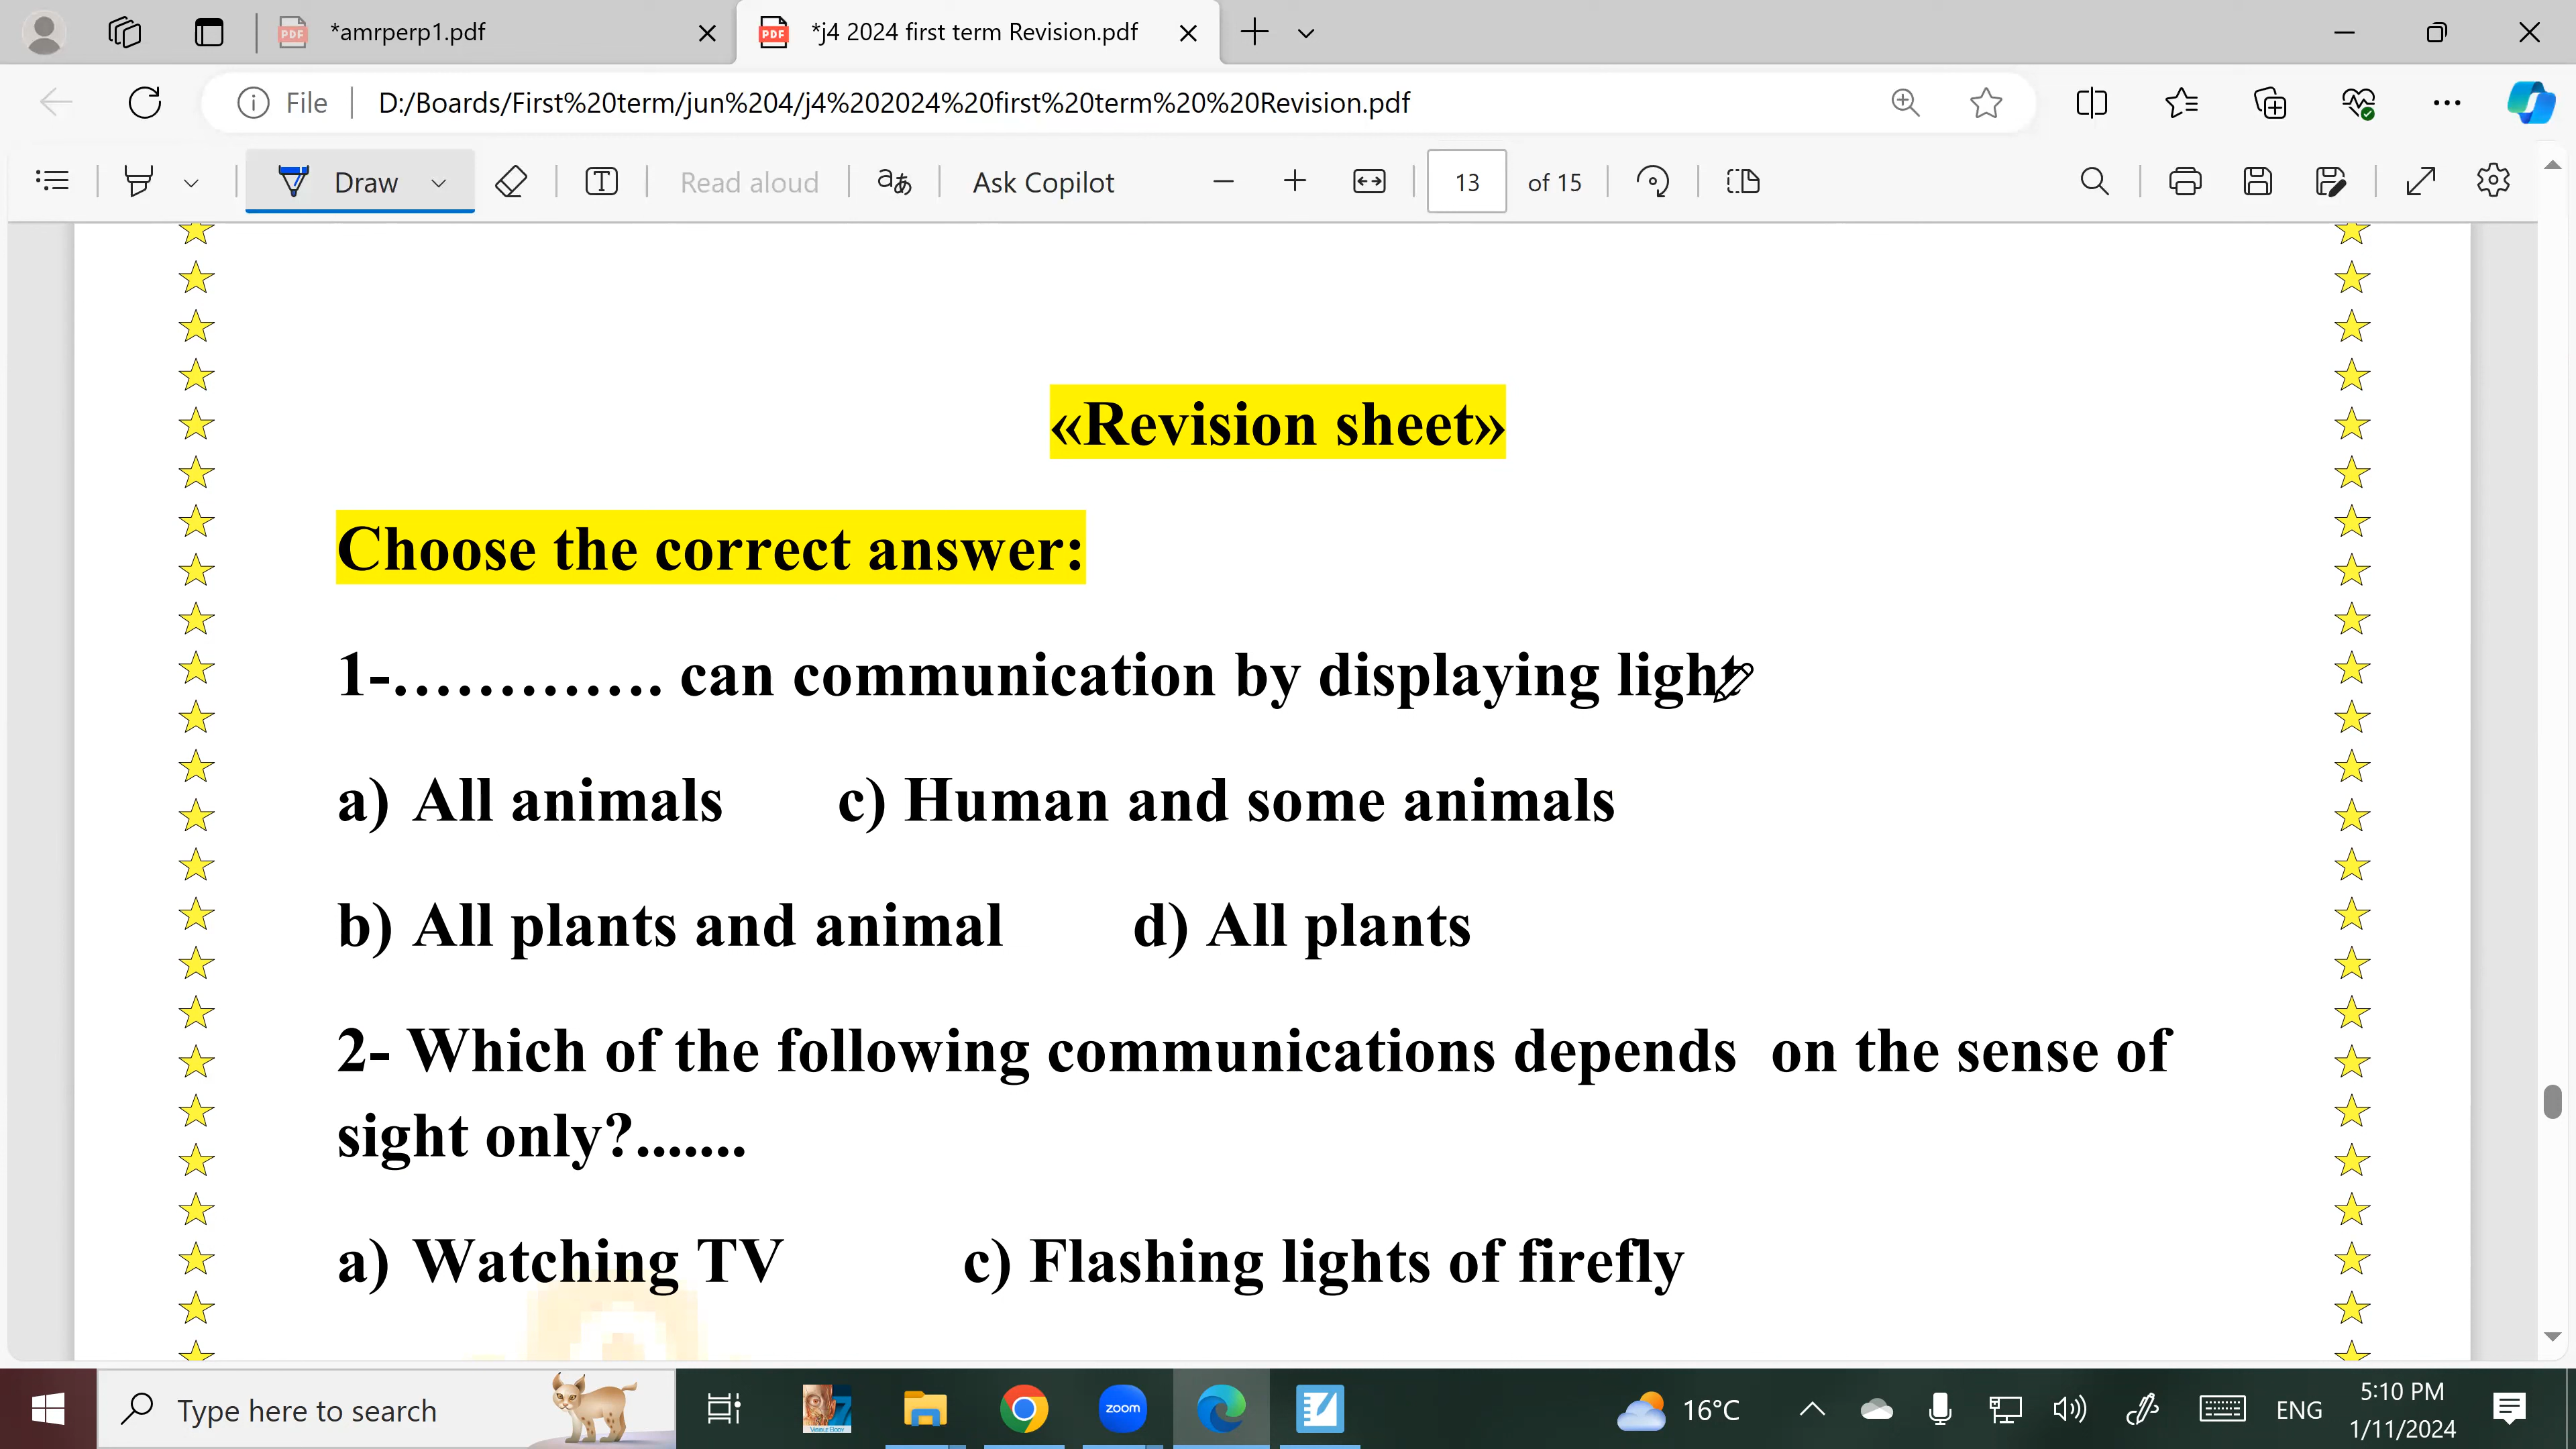 *amrperp1.pdf
*j4 2024 first term Revision.pdf
File
D:/Boards/First%20term/jun%204/j4%202024%20first%20term%20%20Revision.pdf
Draw
Read aloud
aあ
Ask Copilot
13
of 15
«Revision sheet»
Choose the correct answer:
1-…………. can communication by displaying light
a) All animals c) Human and some animals
b) All plants and animal d) All plants
2- Which of the following communications depends on the sense of
sight only?.......
a) Watching TV c) Flashing lights of firefly
Type here to search
zoom
16°C
ENG
5:10 PM
1/11/2024